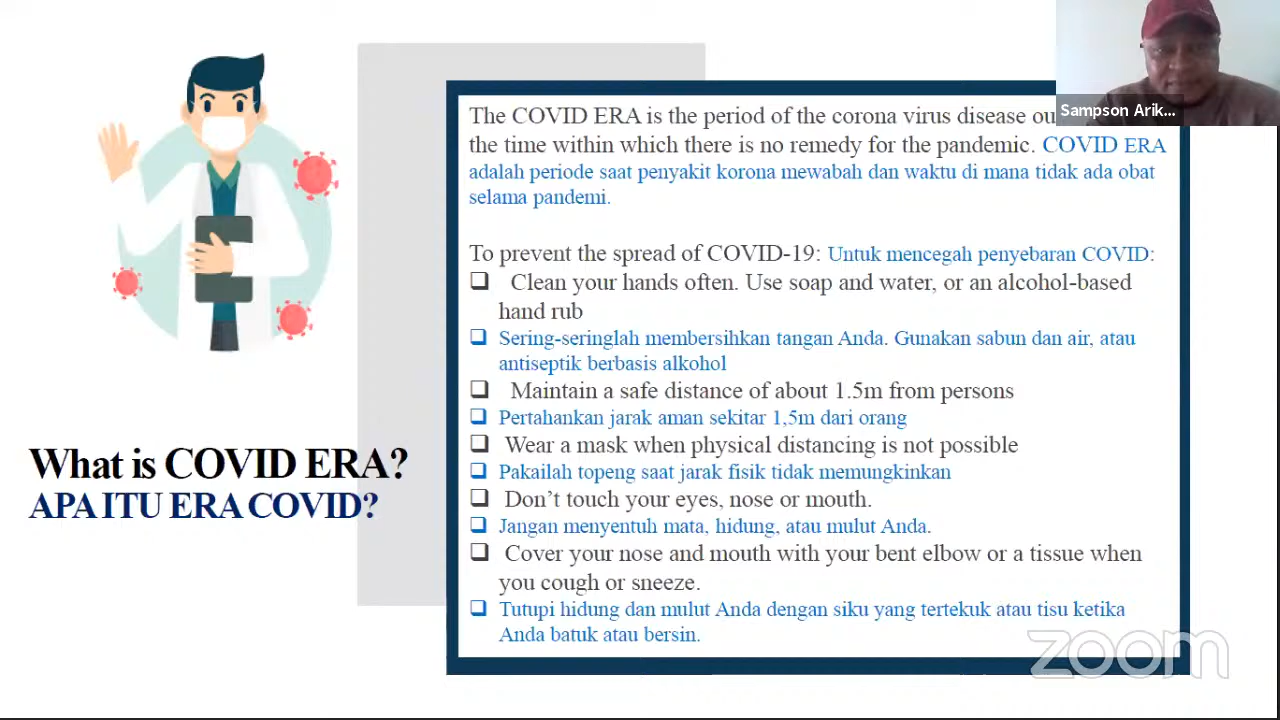 Sampson Arik...
The COVID ERA is the period of the corona virus disease
the time within which there is no remedy for the pandemic. COVID ERA
adalah periode saat penyakit korona mewabah dan waktu di mana tidak ada obat
selama pandemi.
To prevent the spread of COVID-19: Untuk mencegah penyebaran COVID:
Clean your hands often. Use soap and water, or an alcohol-based
hand rub
Sering-seringlah membersihkan tangan Anda. Gunakan sabun dan air, atau
antiseptik berbasis alkohol
Maintain a safe distance of about 1.5m from persons
Pertahankan jarak aman sekitar 1,5m dari orang
Wear a mask when physical distancing is not possible
Pakailah topeng saat jarak fisik tidak memungkinkan
Don't touch your eyes, nose or mouth.
Jangan menyentuh mata, hidung, atau mulut Anda.
Cover your nose and mouth with your bent elbow or a tissue when
you cough or sneeze.
Tutupi hidung dan mulut Anda dengan siku yang tertekuk atau tisu ketika
Anda batuk atau bersin.
What is COVID ERA?
APA ITU ERA COVID?
zoom